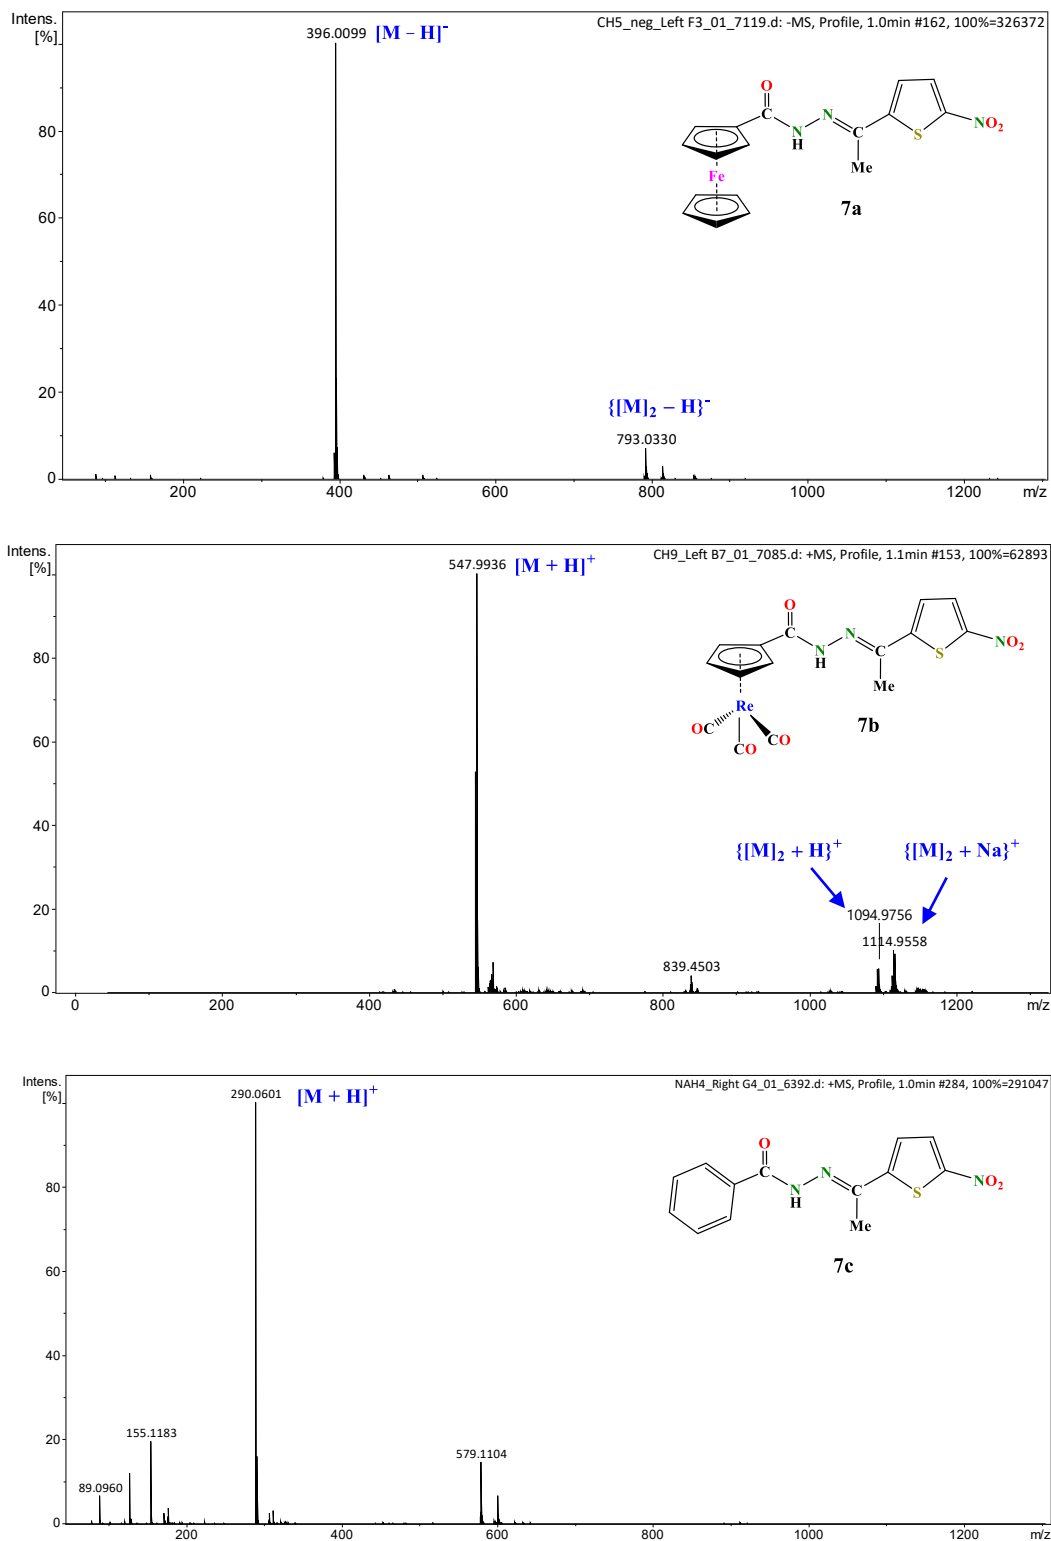 Intens.
[%]
CH5_neg_Left F3_01_7119.d: -MS, Profile, 1.0min #162, 100%=326372
396.0099 [M – H]-
O
C
N
H
N
C
Me
S
NO2
Fe
7a
80
60
40
20
0
{[M]2 – H}-
793.0330
200 400 600 800 1000 1200 m/z
Intens.
[%]
CH9_Left B7_01_7085.d: +MS, Profile, 1.1min #153, 100%=62893
547.9936 [M + H]+
O
C
N
H
N
C
Me
S
NO2
Re
OC
CO
CO
7b
80
60
40
20
0
{[M]2 + H}+ {[M]2 + Na}+
1094.9756
1114.9558
839.4503
0 200 400 600 800 1000 1200 m/z
Intens.
[%]
NAH4_Right G4_01_6392.d: +MS, Profile, 1.0min #284, 100%=291047
290.0601 [M + H]+
O
C
N
H
N
C
Me
S
NO2
7c
80
60
40
20
0
155.1183
89.0960
579.1104
200 400 600 800 1000 1200 m/z